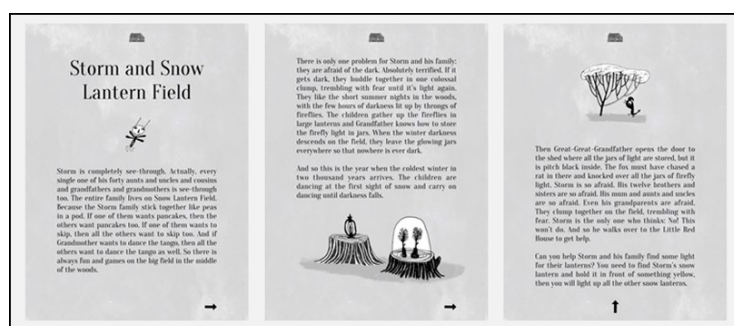 Storm and Snow
Lantern Field
Storm is completely see-through. Actually, every
single one of his forty aunts and uncles and cousins
and grandfathers and grandmothers is see-through
too. The entire family lives on Snow Lantern Field.
Because the Storm family stick together like peas
in a pod. If one of them wants pancakes, then the
others want pancakes too. If one of them wants to
skip, then all the others want to skip too. And if
Grandmother wants to dance the tango, then all the
others want to dance the tango as well. So there is
always fun and games on the big field in the middle
of the woods.
There is only one problem for Storm and his family:
they are afraid of the dark. Absolutely terrified. If it
gets dark, they huddle together in one colossal
clump, trembling with fear until it's light again.
They like the short summer nights in the woods,
with the few hours of darkness lit up by throngs of
fireflies. The children gather up the fireflies in
large lanterns and Grandfather knows how to store
the firefly light in jars. When the winter darkness
descends on the field, they leave the glowing jars
everywhere so that nowhere is ever dark.
And so this is the year when the coldest winter in
two thousand years arrives. The children are
dancing at the first sight of snow and carry on
dancing until darkness falls.
Then Great-Great-Grandfather opens the door to
the shed where all the jars of light are stored, but it
is pitch black inside. The fox must have chased a
rat in there and knocked over all the jars of firefly
light. Storm is so afraid. His twelve brothers and
sisters are so afraid. His mum and aunts and uncles
are so afraid. Even his grandparents are afraid.
They clump together on the field, trembling with
fear. Storm is the only one who thinks: No! This
won't do. And so he walks over to the Little Red
House to get help.
Can you help Storm and his family find some light
for their lanterns? You need to find Storm's snow
lantern and hold it in front of something yellow,
then you will light up all the other snow lanterns.